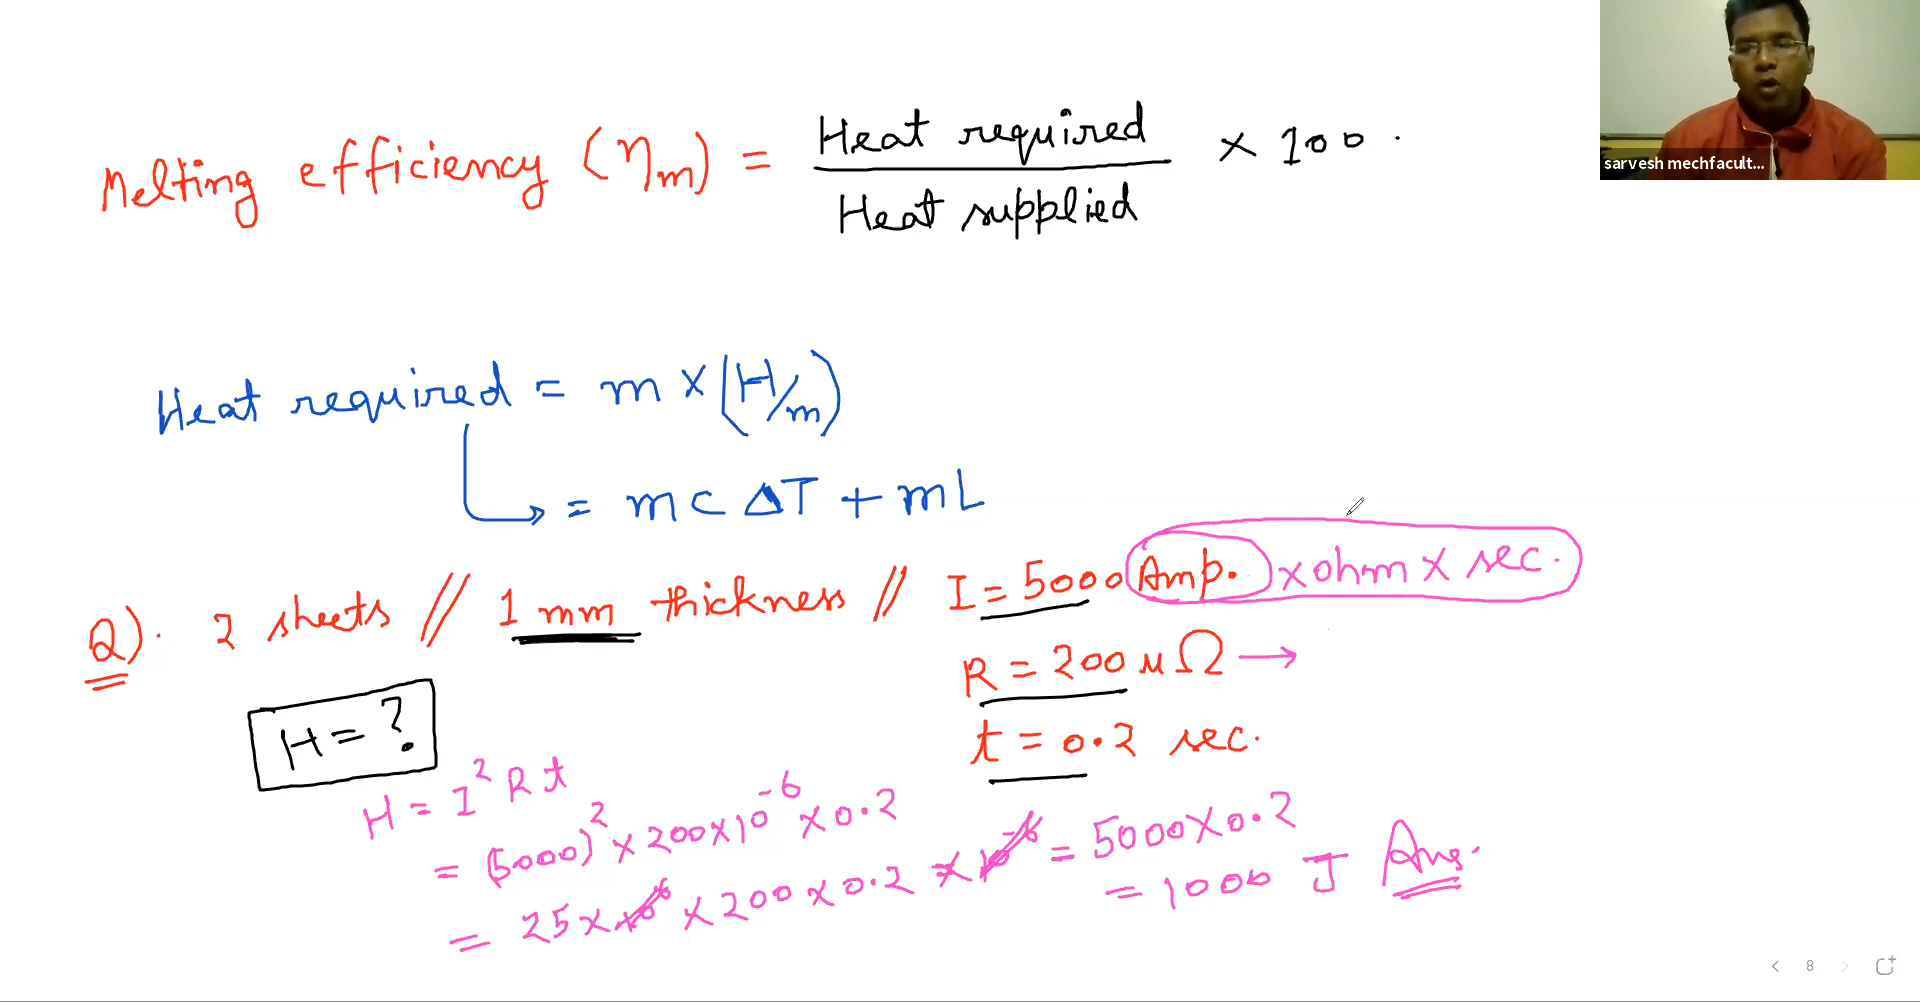 Melting efficiency (ηm) = Heat required / Heat supplied × 100.
sarvesh mechfacult...
Heat required = m × (H/m)
= mcΔT + mL
Q). 2 sheets // 1 mm thickness // I = 5000 Amp. × ohm × sec.
R = 200 μΩ →
t = 0.2 sec.
H = ?
H = I² R t
= (5000)² × 200 × 10⁻⁶ × 0.2
= 25 × 10⁶ × 200 × 0.2 × 10⁻⁶ = 5000 × 0.2
= 1000 J Ans.
8